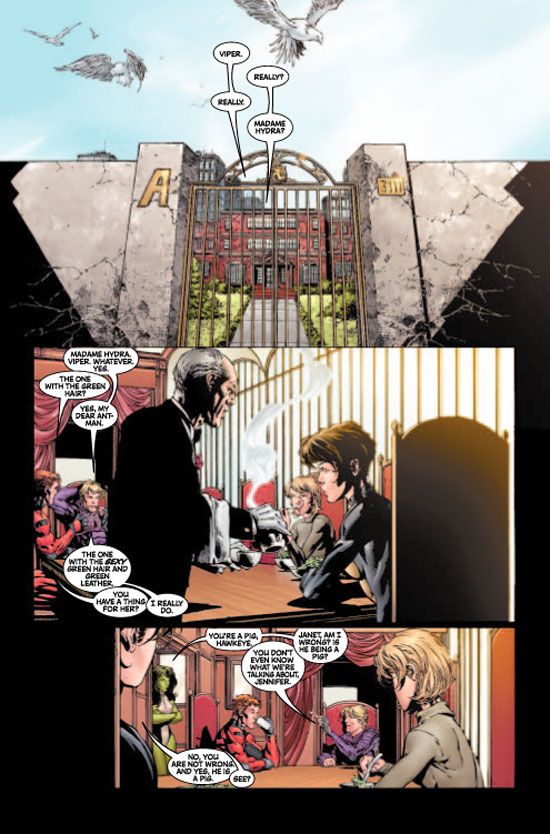 VIPER.
REALLY?
REALLY.
MADAME
HYDRA?
A
311
MADAME HYDRA.
VIPER. WHATEVER.
YES.
THE ONE
WITH THE GREEN
HAIR?
YES, MY
DEAR ANT-
MAN.
THE ONE
WITH THE SEXY
GREEN HAIR AND
GREEN
LEATHER.
YOU
HAVE A THING
FOR HER?
I REALLY
DO.
YOU'RE A PIG,
HAWKEYE.
YOU DON'T
EVEN KNOW
WHAT WE'RE
TALKING ABOUT,
JENNIFER.
JANET, AM I
WRONG? IS
HE BEING
A PIG?
NO, YOU
ARE NOT WRONG.
AND YES, HE IS
A PIG.
SEE?